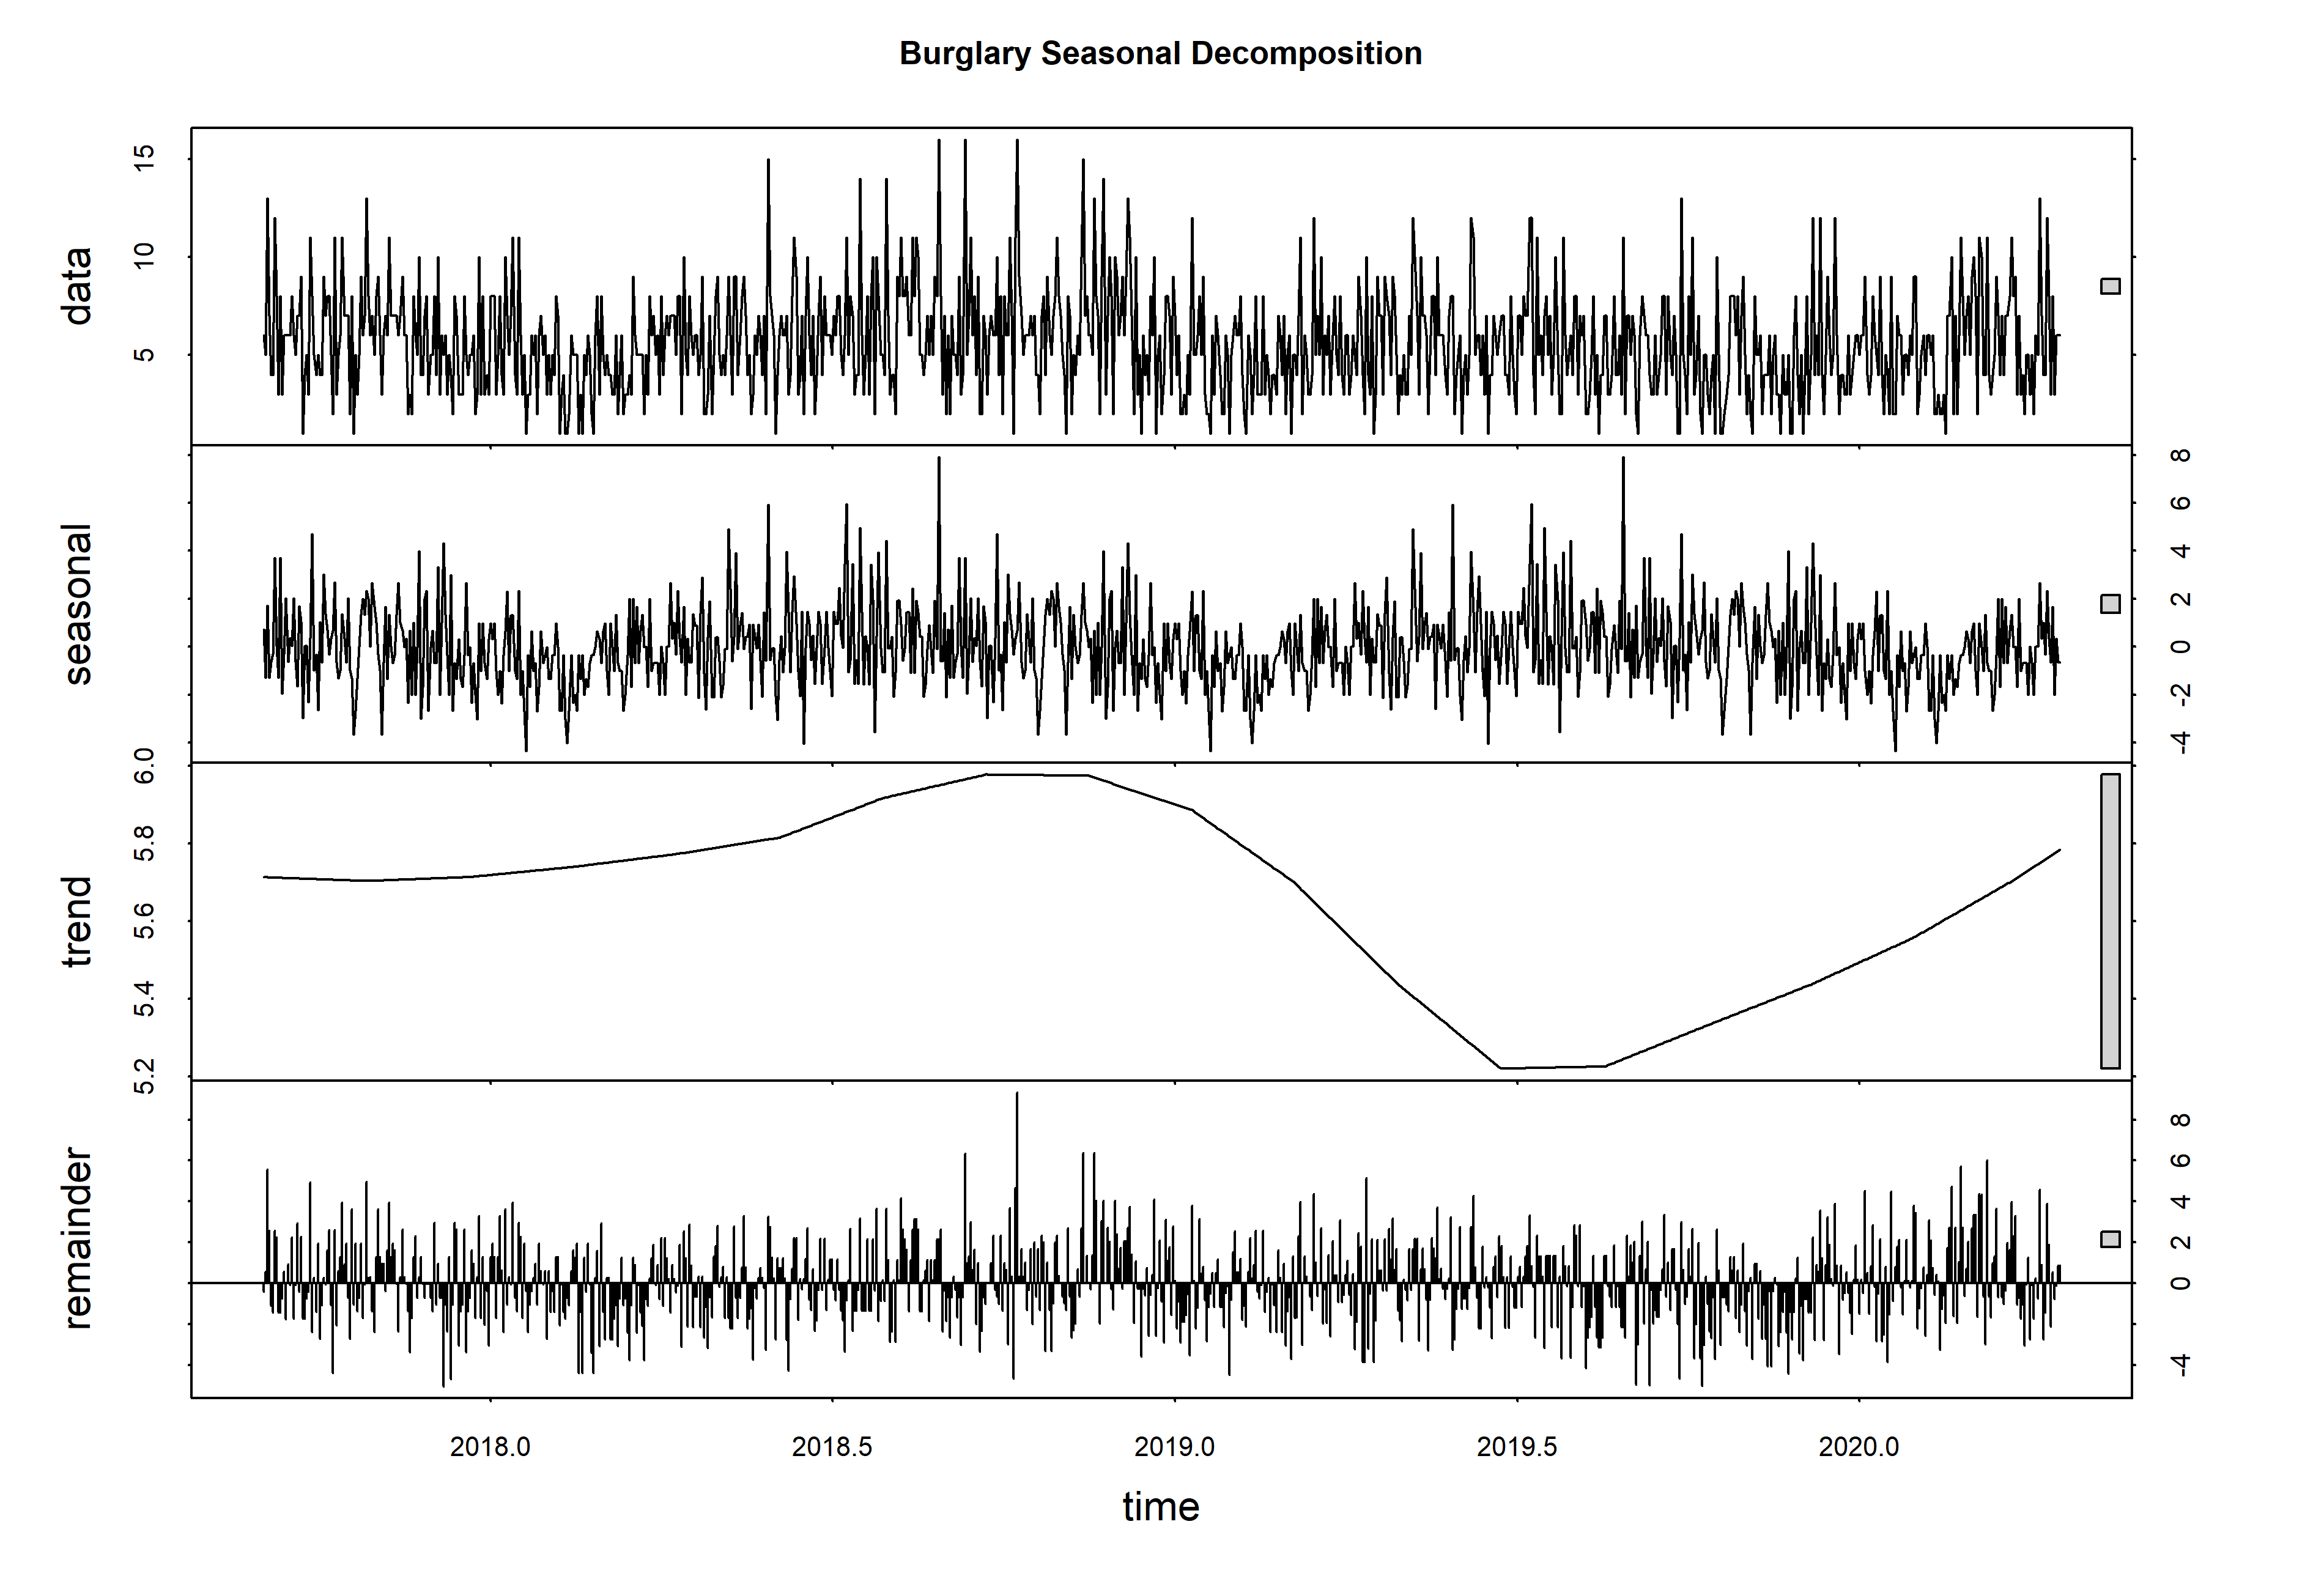 Burglary Seasonal Decomposition
data
5 10 15
seasonal
-4 -2 0 2 4 6 8
trend
5.2 5.4 5.6 5.8 6.0
remainder
-4 0 2 4 6 8
2018.0 2018.5 2019.0 2019.5 2020.0
time